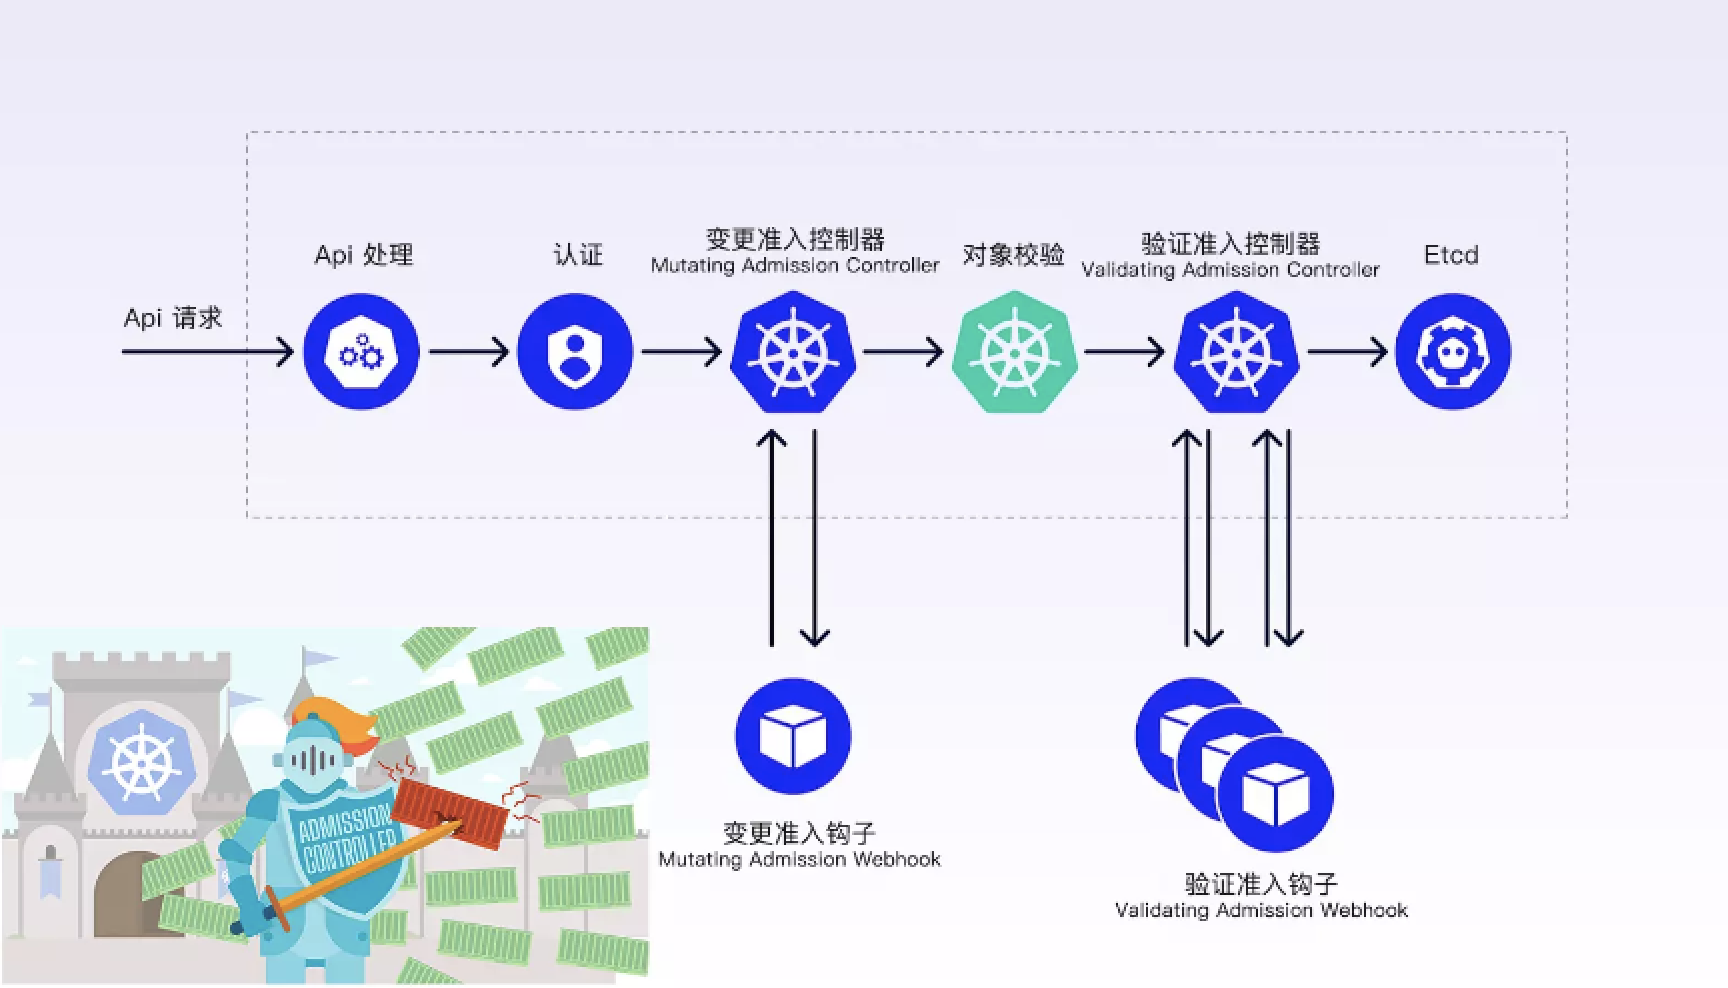 Api 请求
Api 处理
认证
变更准入控制器
Mutating Admission Controller
对象校验
验证准入控制器
Validating Admission Controller
Etcd
变更准入钩子
Mutating Admission Webhook
验证准入钩子
Validating Admission Webhook
ADMISSION
CONTROLLER